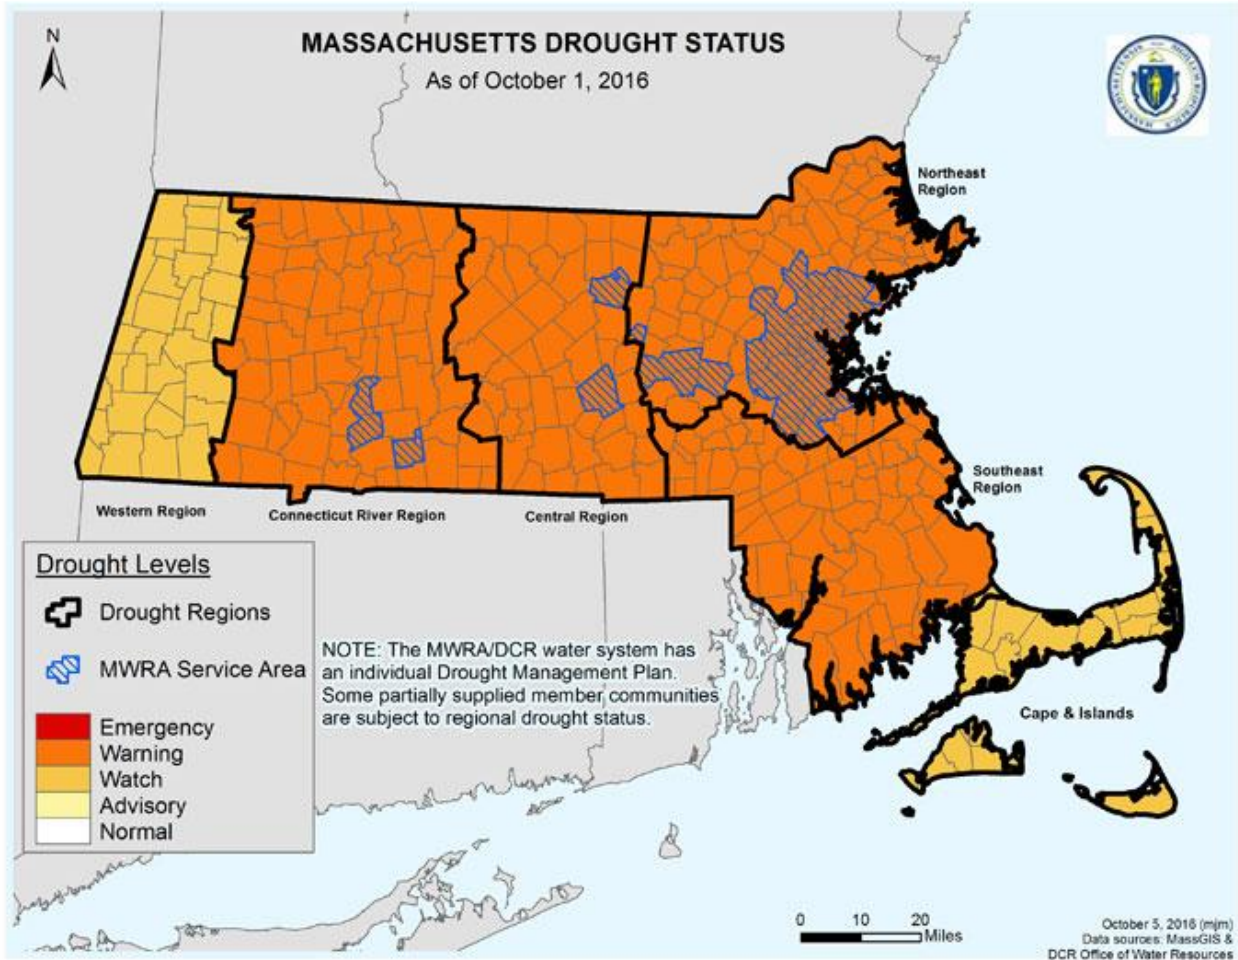 N
MASSACHUSETTS DROUGHT STATUS
As of October 1, 2016
Northeast
Region
Southeast
Region
Western Region
Connecticut River Region
Central Region
Cape & Islands
Drought Levels
Drought Regions
MWRA Service Area
Emergency
Warning
Watch
Advisory
Normal
NOTE: The MWRA/DCR water system has
an individual Drought Management Plan.
Some partially supplied member communities
are subject to regional drought status.
0 10 20
Miles
October 5, 2016 (mjm)
Data sources: MassGIS &
DCR Office of Water Resources